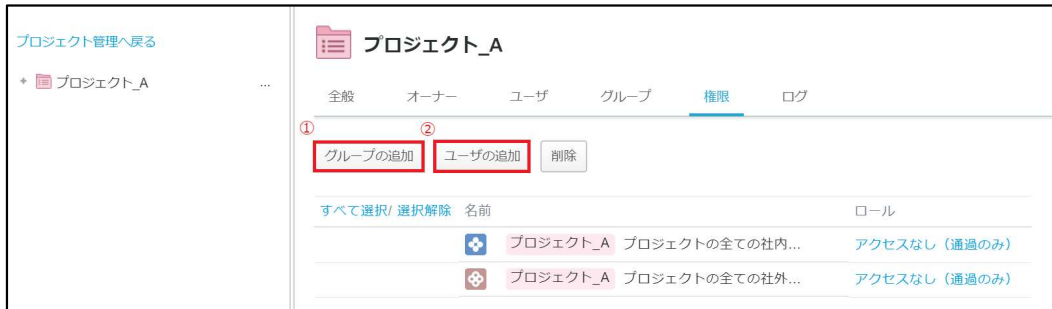 プロジェクト管理へ戻る
プロジェクト_A ...
プロジェクト_A
全般 オーナー ユーザ グループ 権限 ログ
① ②
グループの追加 ユーザの追加 削除
すべて選択/ 選択解除 名前 ロール
プロジェクト_A プロジェクトの全ての社内... アクセスなし（通過のみ）
プロジェクト_A プロジェクトの全ての社外... アクセスなし（通過のみ）